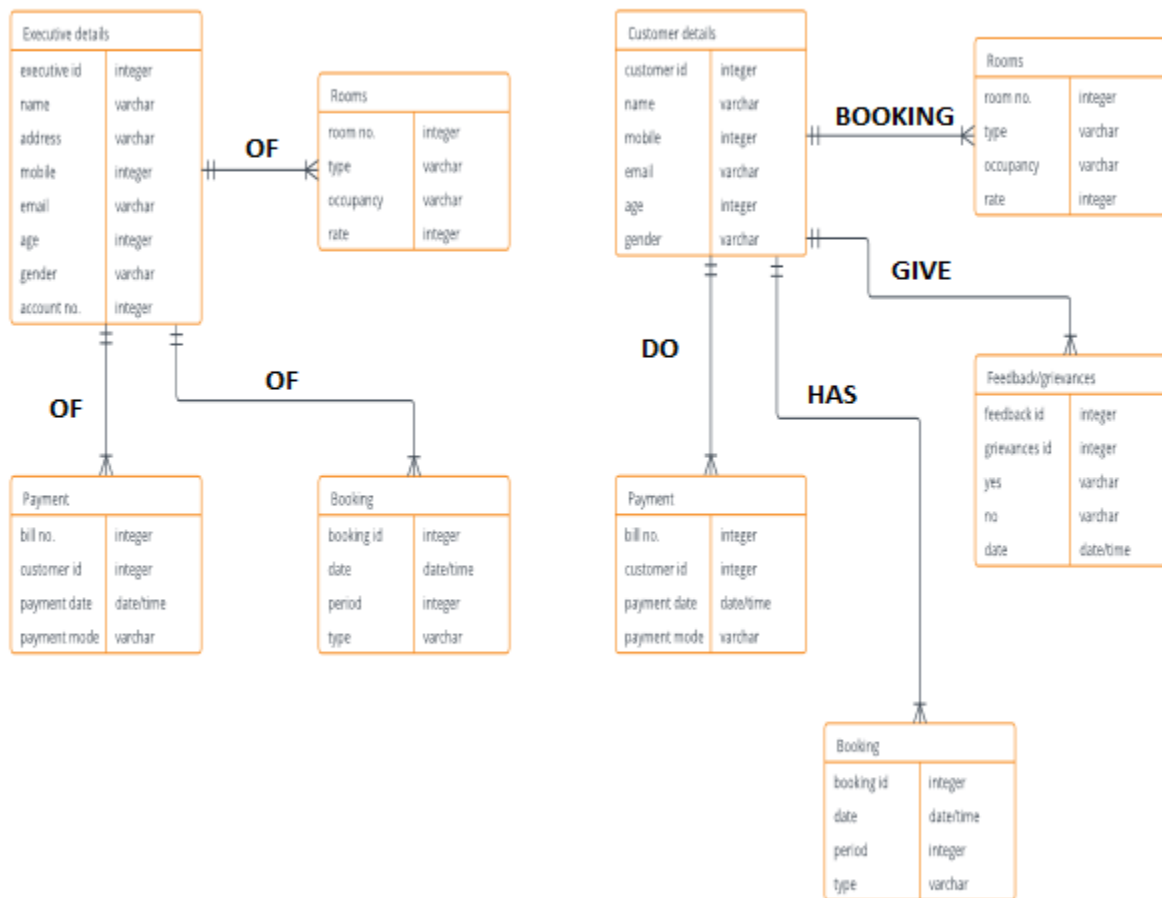 Executive details
executive id integer
name varchar
address varchar
mobile integer
email varchar
age integer
gender varchar
account no. integer
OF
Rooms
room no. integer
type varchar
occupancy varchar
rate integer
OF
OF
Payment
bill no. integer
customer id integer
payment date date/time
payment mode varchar
Booking
booking id integer
date date/time
period integer
type varchar
Customer details
customer id integer
name varchar
mobile integer
email varchar
age integer
gender varchar
BOOKING
Rooms
room no. integer
type varchar
occupancy varchar
rate integer
GIVE
DO
HAS
Feedback/grievances
feedback id integer
grievances id integer
yes varchar
no varchar
date date/time
Payment
bill no. integer
customer id integer
payment date date/time
payment mode varchar
Booking
booking id integer
date date/time
period integer
type varchar